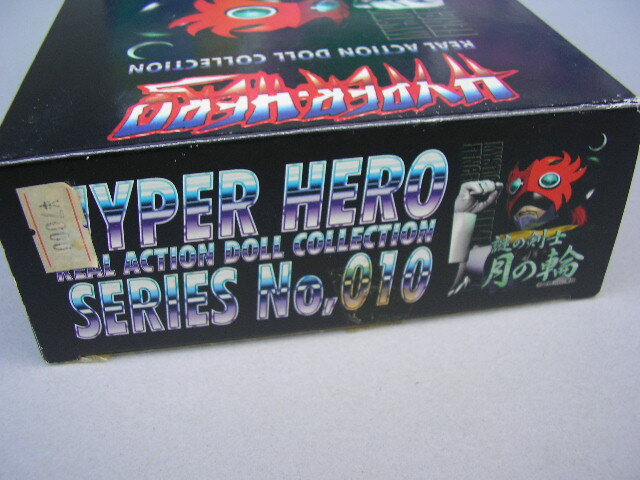 REAL ACTION DOLL COLLECTION
HYPER・HERO
HYPER HERO
REAL ACTION DOLL COLLECTION
SERIES No,010
¥7000
謎の剣士
月の輪